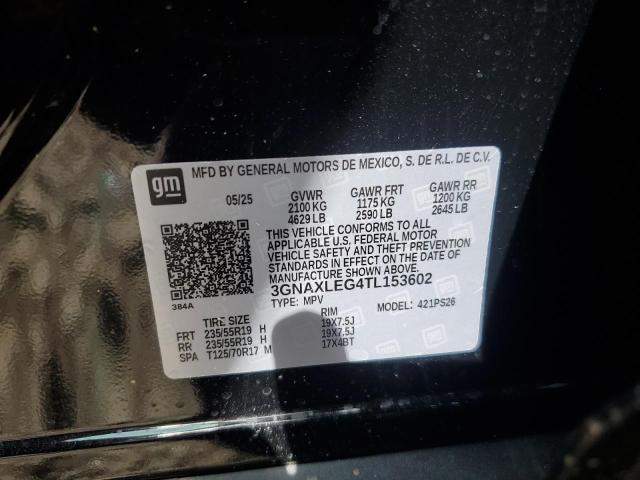 MFD BY GENERAL MOTORS DE MEXICO, S. DE R.L. DE C.V.
gm
05/25 GVWR GAWR FRT GAWR RR
2100 KG 1175 KG 1200 KG
4629 LB 2590 LB 2645 LB
THIS VEHICLE CONFORMS TO ALL
APPLICABLE U.S. FEDERAL MOTOR
VEHICLE SAFETY AND THEFT PREVENTION
STANDARDS IN EFFECT ON THE DATE OF
MANUFACTURE SHOWN ABOVE.
3GNAXLEG4TL153602
384A
TYPE: MPV MODEL: 421PS26
TIRE SIZE RIM
FRT 235/55R19 H 19X7.5J
RR 235/55R19 H 19X7.5J
SPA T125/70R17 M 17X4BT